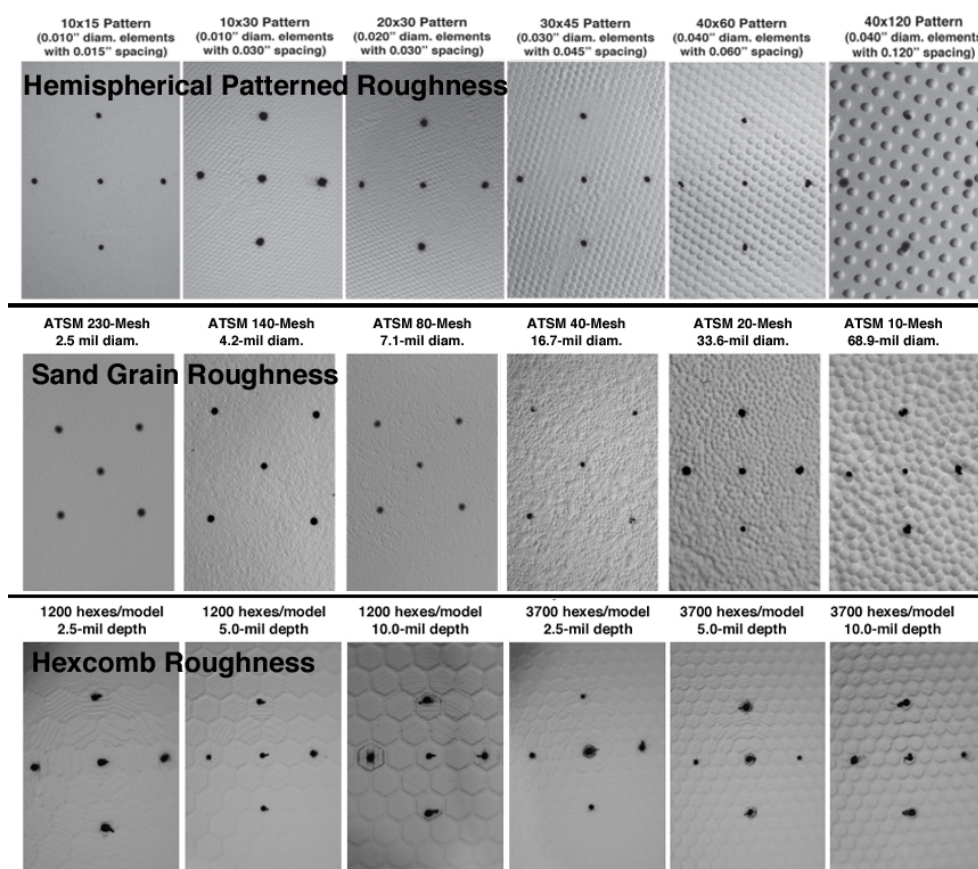 10x15 Pattern
(0.010" diam. elements
with 0.015" spacing)
10x30 Pattern
(0.010" diam. elements
with 0.030" spacing)
20x30 Pattern
(0.020" diam. elements
with 0.030" spacing)
30x45 Pattern
(0.030" diam. elements
with 0.045" spacing)
40x60 Pattern
(0.040" diam. elements
with 0.060" spacing)
40x120 Pattern
(0.040" diam. elements
with 0.120" spacing)
Hemispherical Patterned Roughness
ATSM 230-Mesh
2.5 mil diam.
ATSM 140-Mesh
4.2-mil diam.
ATSM 80-Mesh
7.1-mil diam.
ATSM 40-Mesh
16.7-mil diam.
ATSM 20-Mesh
33.6-mil diam.
ATSM 10-Mesh
68.9-mil diam.
Sand Grain Roughness
1200 hexes/model
2.5-mil depth
1200 hexes/model
5.0-mil depth
1200 hexes/model
10.0-mil depth
3700 hexes/model
2.5-mil depth
3700 hexes/model
5.0-mil depth
3700 hexes/model
10.0-mil depth
Hexcomb Roughness